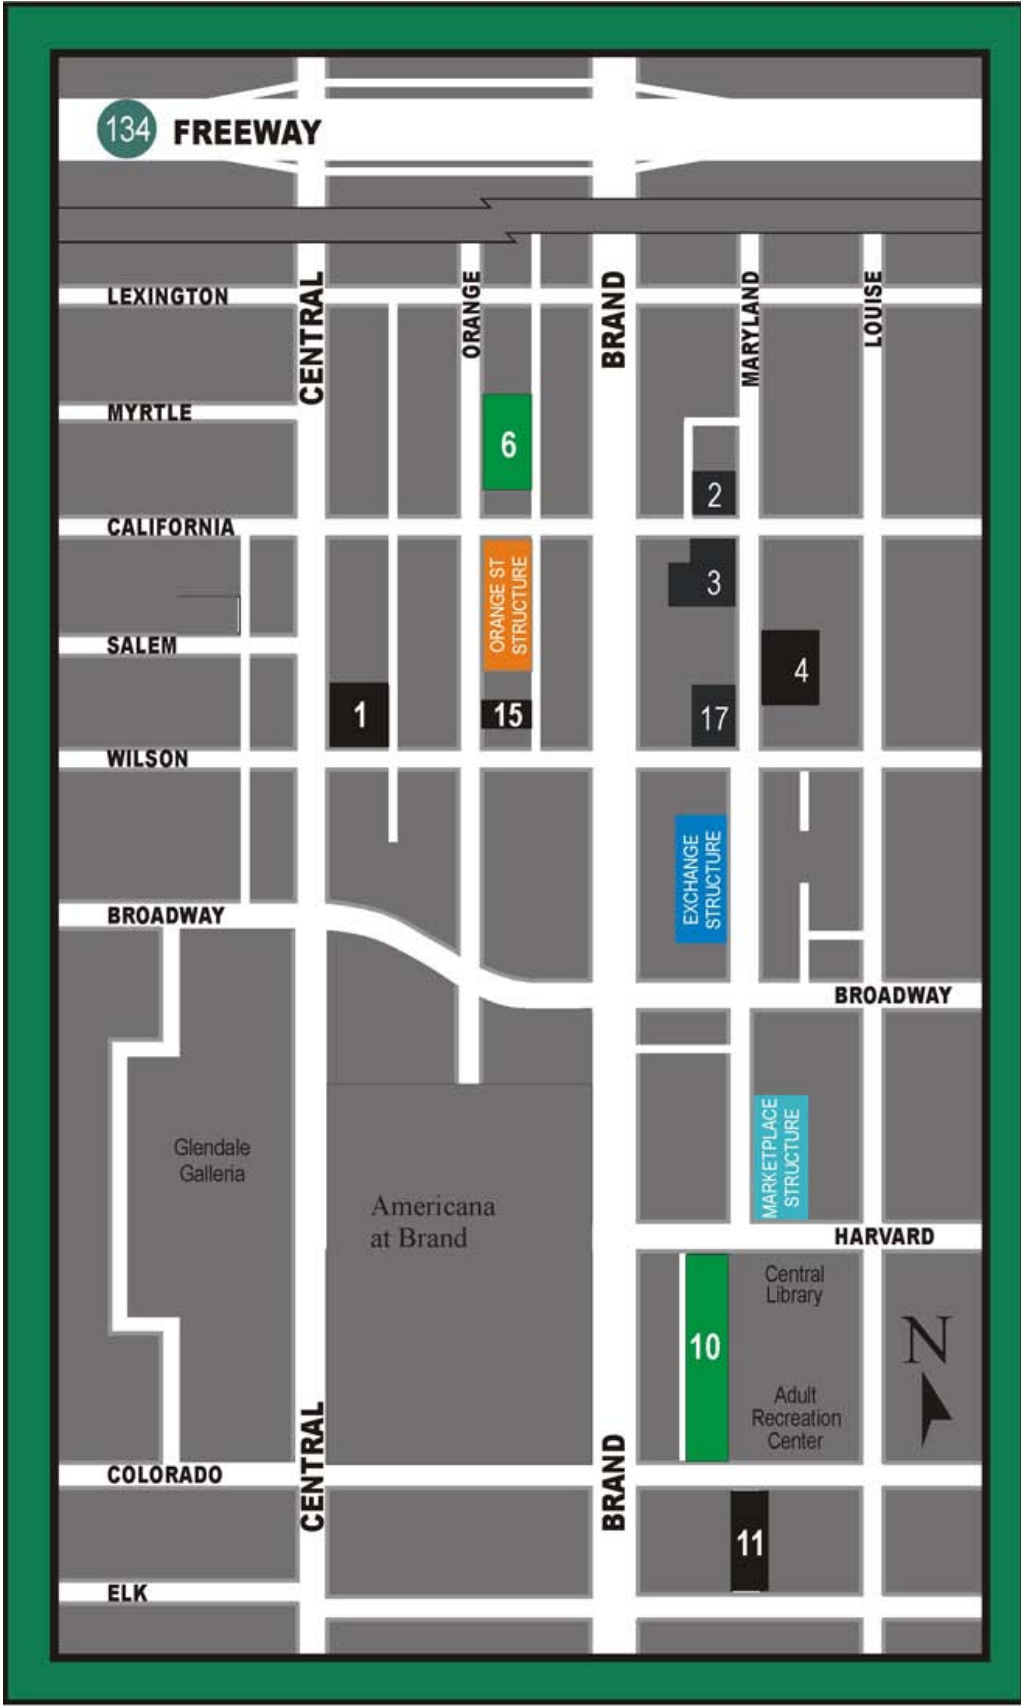 134 FREEWAY
LEXINGTON
CENTRAL
ORANGE
BRAND
MARYLAND
LOUISE
MYRTLE
6
2
CALIFORNIA
ORANGE ST
STRUCTURE
3
SALEM
4
1
15
17
WILSON
EXCHANGE
STRUCTURE
BROADWAY
BROADWAY
Glendale
Galleria
MARKETPLACE
STRUCTURE
Americana
at Brand
HARVARD
Central
Library
10
N
Adult
Recreation
Center
CENTRAL
BRAND
COLORADO
11
ELK